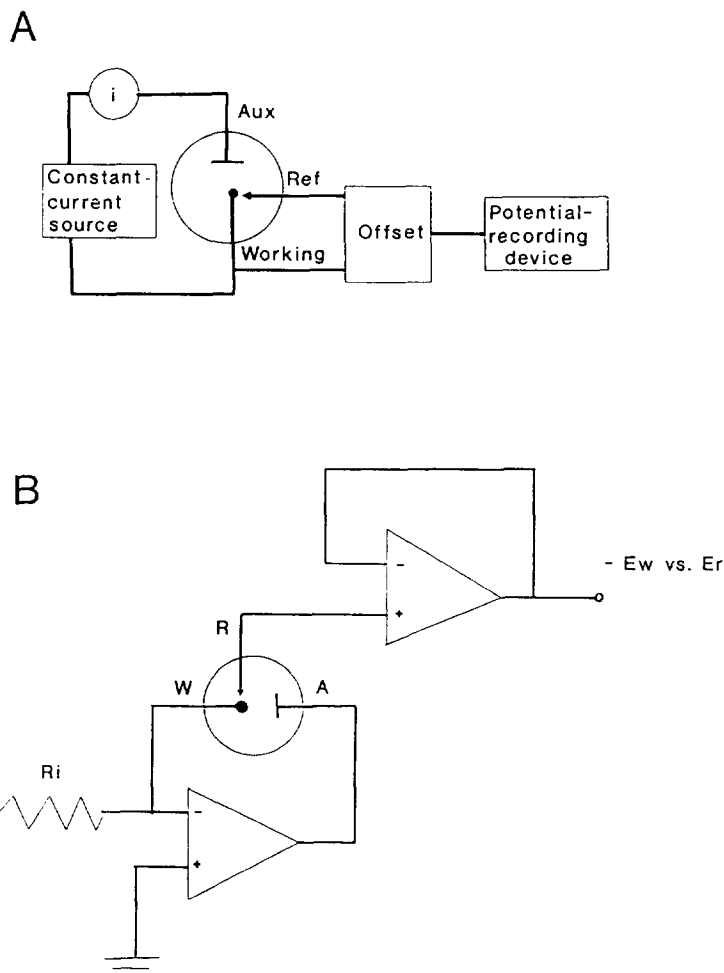 A
i
Aux
Constant-
current
source
Ref
Offset
Potential-
recording
device
Working
B
-
+
- Ew vs. Er
R
W
A
Ri
-
+